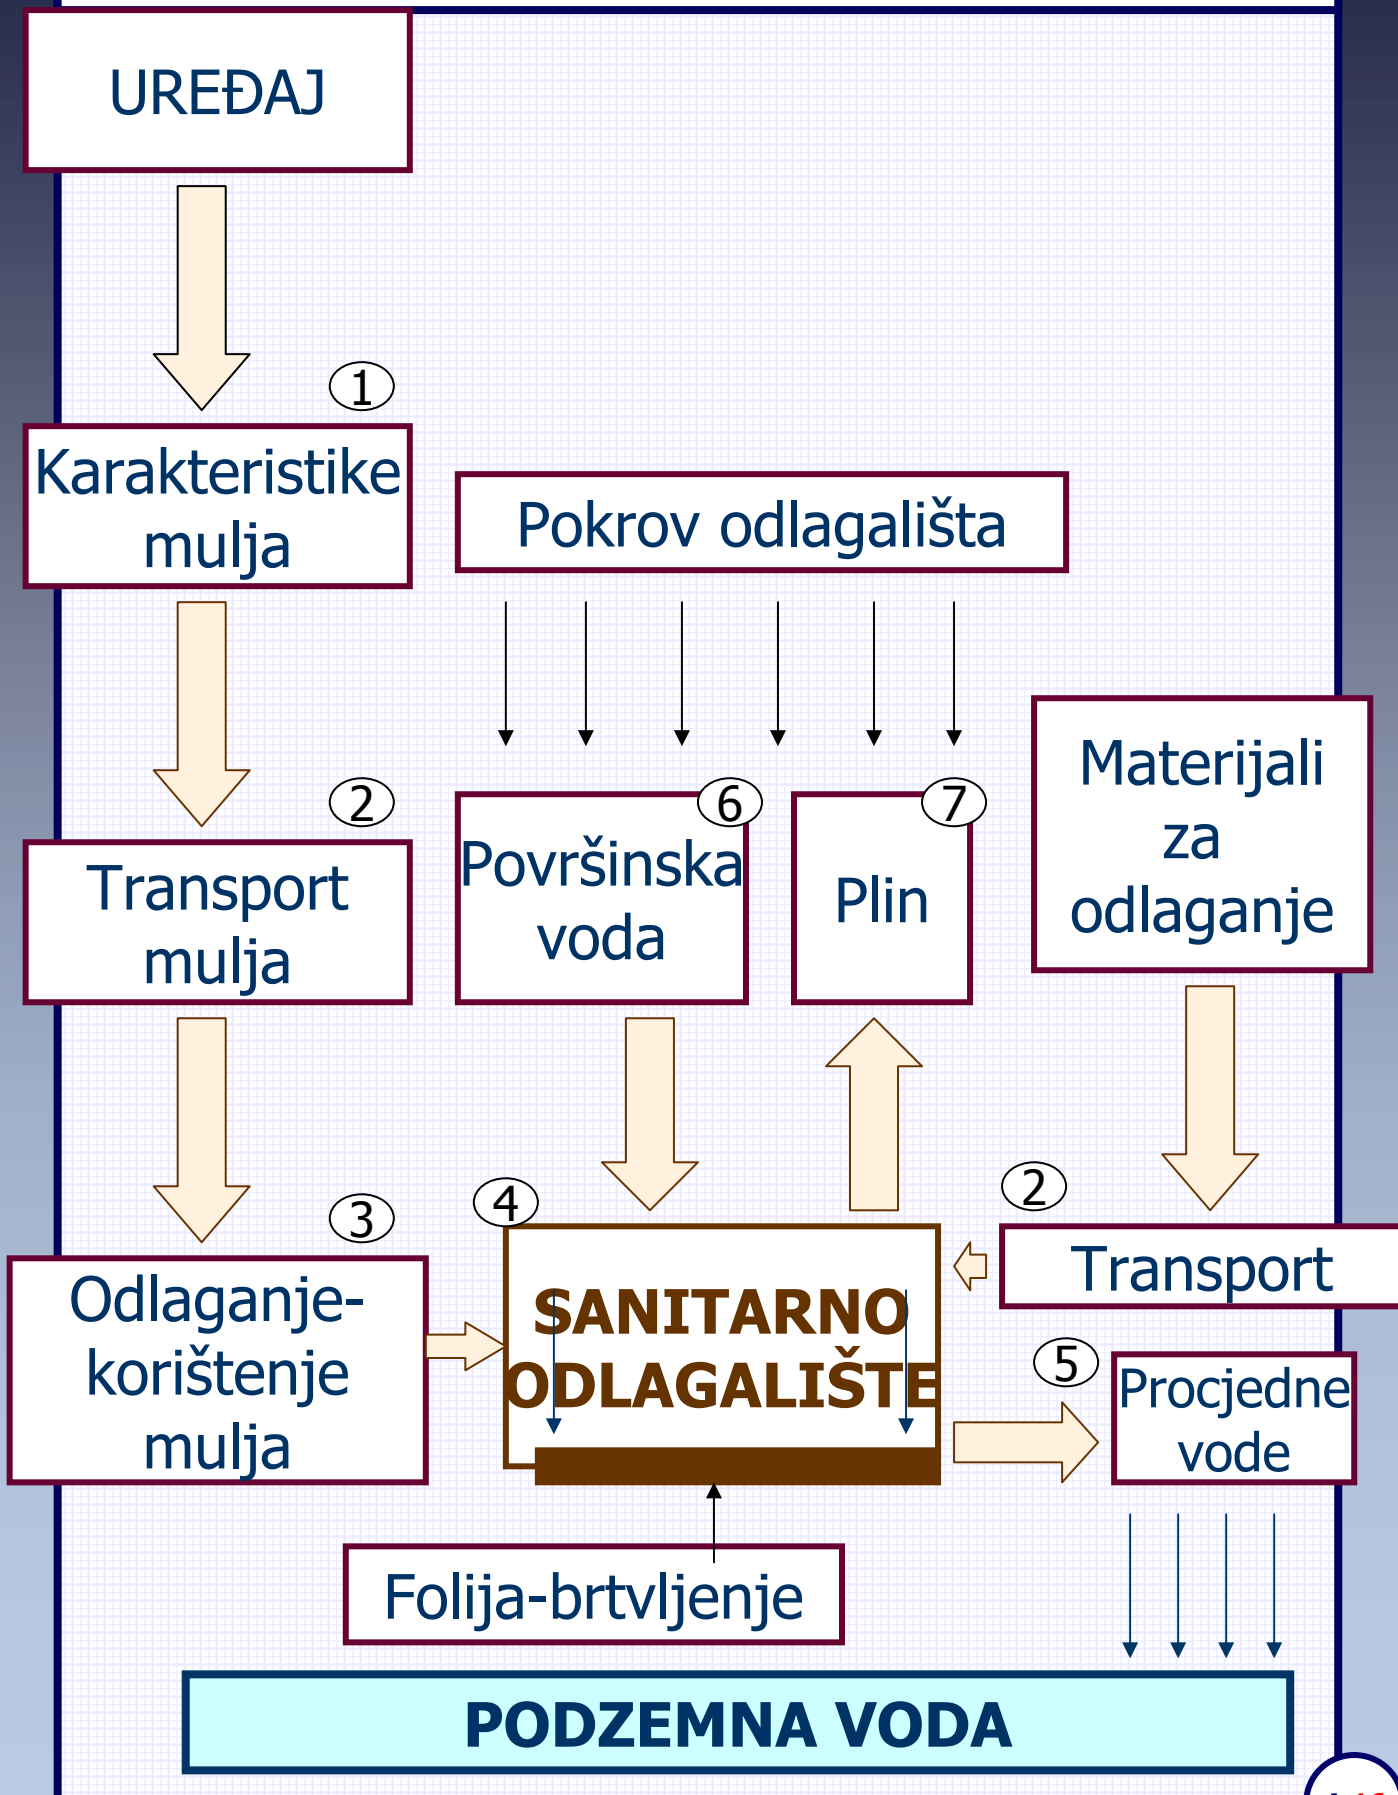 UREĐAJ
1
Karakteristike
mulja
Pokrov odlagališta
2
Transport
mulja
6
Površinska
voda
7
Plin
Materijali
za
odlaganje
3
Odlaganje-
korištenje
mulja
4
SANITARNO
ODLAGALIŠTE
2
Transport
5
Procjedne
vode
Folija-brtvljenje
PODZEMNA VODA